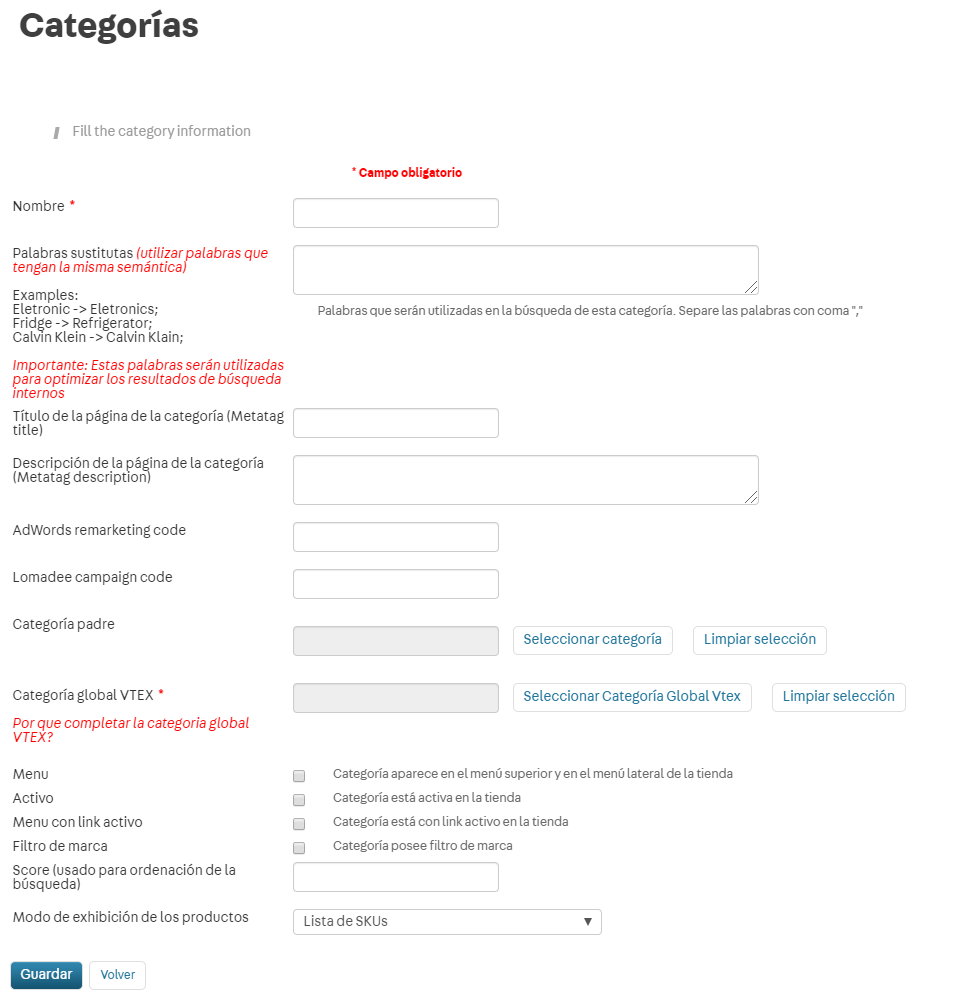 Categorías
Fill the category information
* Campo obligatorio
Nombre *
Palabras sustitutas (utilizar palabras que
tengan la misma semántica)
Examples:
Eletronic -> Eletronics;
Fridge -> Refrigerator;
Calvin Klein -> Calvin Klain;
Importante: Estas palabras serán utilizadas
para optimizar los resultados de búsqueda
internos
Palabras que serán utilizadas en la búsqueda de esta categoría. Separe las palabras con coma ","
Título de la página de la categoría (Metatag
title)
Descripción de la página de la categoría
(Metatag description)
AdWords remarketing code
Lomadee campaign code
Categoría padre
Seleccionar categoría
Limpiar selección
Categoría global VTEX *
Por que completar la categoria global
VTEX?
Seleccionar Categoría Global Vtex
Limpiar selección
Menu
Categoría aparece en el menú superior y en el menú lateral de la tienda
Activo
Categoría está activa en la tienda
Menu con link activo
Categoría está con link activo en la tienda
Filtro de marca
Categoría posee filtro de marca
Score (usado para ordenación de la
búsqueda)
Modo de exhibición de los productos
Lista de SKUs
Guardar
Volver